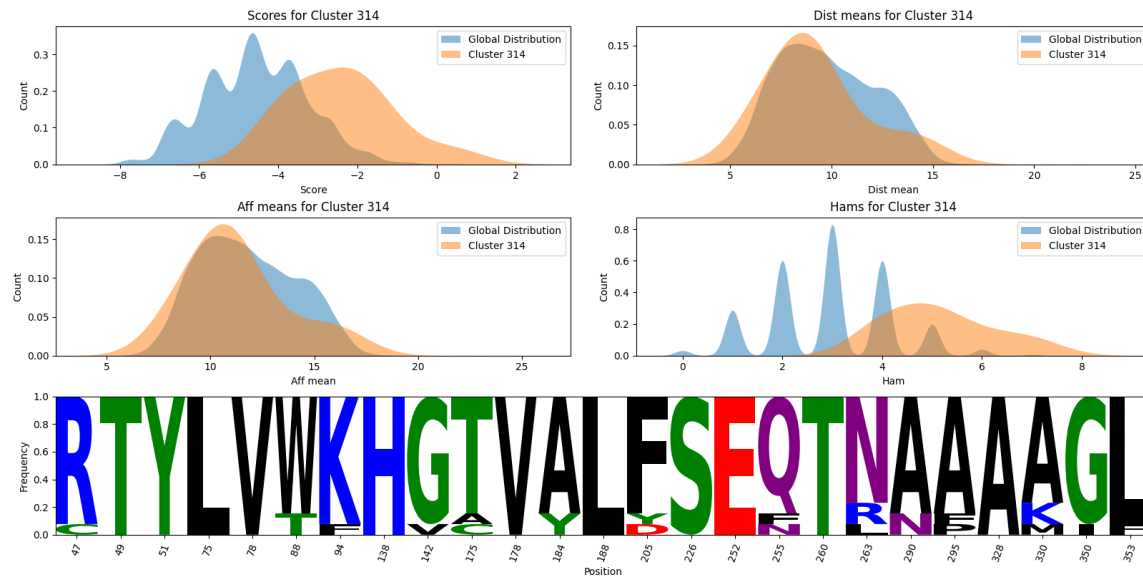 Scores for Cluster 314
Global Distribution
Cluster 314
Count
0.3
0.2
0.1
0.0
−8 −6 −4 −2 0 2
Score
Dist means for Cluster 314
Global Distribution
Cluster 314
Count
0.15
0.10
0.05
0.00
5 10 15 20 25
Dist mean
Aff means for Cluster 314
Global Distribution
Cluster 314
Count
0.15
0.10
0.05
0.00
5 10 15 20 25
Aff mean
Hams for Cluster 314
Global Distribution
Cluster 314
Count
0.8
0.6
0.4
0.2
0.0
0 2 4 6 8
Ham
Frequency
1.0
0.8
0.6
0.4
0.2
0.0
R T Y L V W K H G T V A L F S E Q T N A A A A G L
C T V A C Y Y D N R L N K M
47 49 51 75 78 88 94 138 142 175 178 184 188 205 226 232 255 260 263 290 295 328 330 350 353
Position